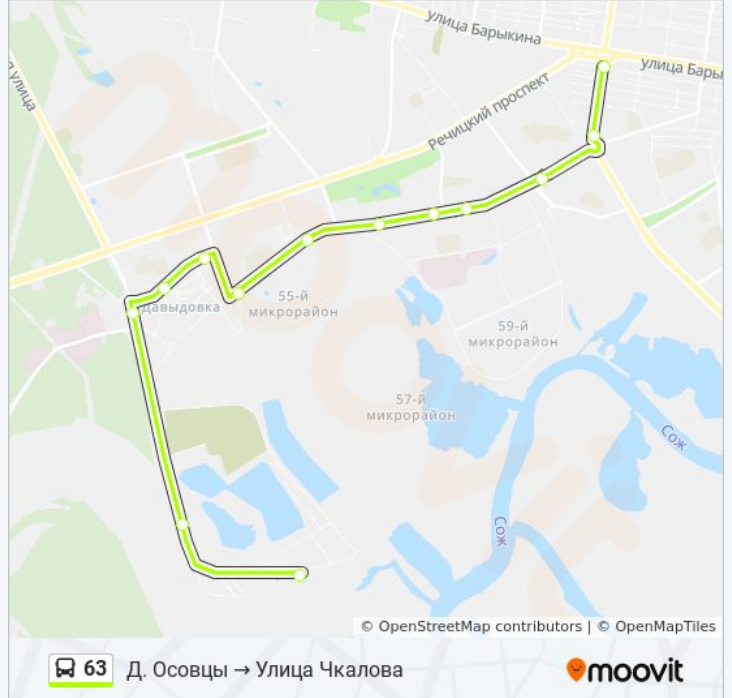 улица Барыкина
улица Бары
а улица
Речицкий проспект
Давыдовка
55-й
микрорайон
59-й
микрорайон
57-й
микрорайон
Сож
Сож
© OpenStreetMap contributors | © OpenMapTiles
63 Д. Осовцы → Улица Чкалова
moovit